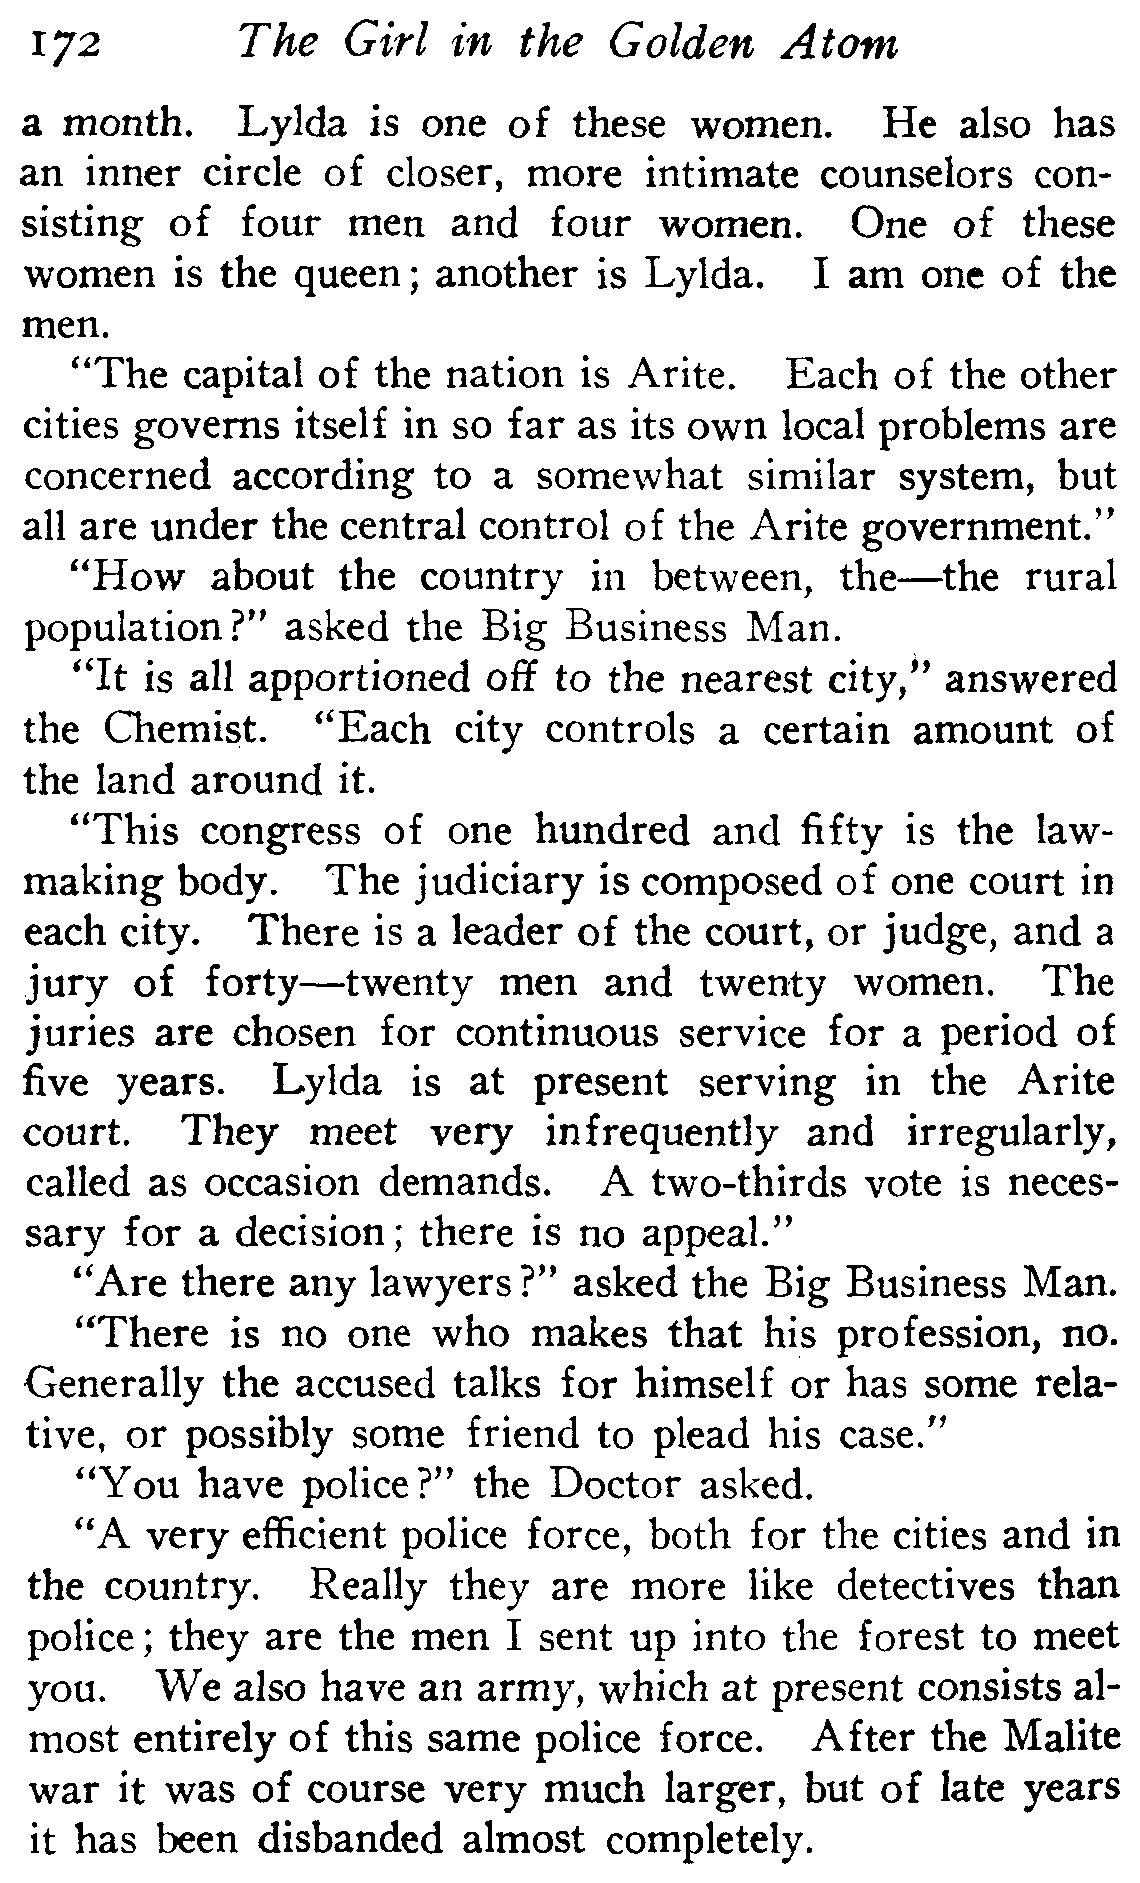 172 The Girl in the Golden Atom
a month. Lylda is one of these women. He also has
an inner circle of closer, more intimate counselors con-
sisting of four men and four women. One of these
women is the queen; another is Lylda. I am one of the
men.
"The capital of the nation is Arite. Each of the other
cities governs itself in so far as its own local problems are
concerned according to a somewhat similar system, but
all are under the central control of the Arite government."
"How about the country in between, the—the rural
population?" asked the Big Business Man.
"It is all apportioned off to the nearest city," answered
the Chemist. "Each city controls a certain amount of
the land around it.
"This congress of one hundred and fifty is the law-
making body. The judiciary is composed of one court in
each city. There is a leader of the court, or judge, and a
jury of forty—twenty men and twenty women. The
juries are chosen for continuous service for a period of
five years. Lylda is at present serving in the Arite
court. They meet very infrequently and irregularly,
called as occasion demands. A two-thirds vote is neces-
sary for a decision; there is no appeal."
"Are there any lawyers?" asked the Big Business Man.
"There is no one who makes that his profession, no.
Generally the accused talks for himself or has some rela-
tive, or possibly some friend to plead his case."
"You have police?" the Doctor asked.
"A very efficient police force, both for the cities and in
the country. Really they are more like detectives than
police; they are the men I sent up into the forest to meet
you. We also have an army, which at present consists al-
most entirely of this same police force. After the Malite
war it was of course very much larger, but of late years
it has been disbanded almost completely.